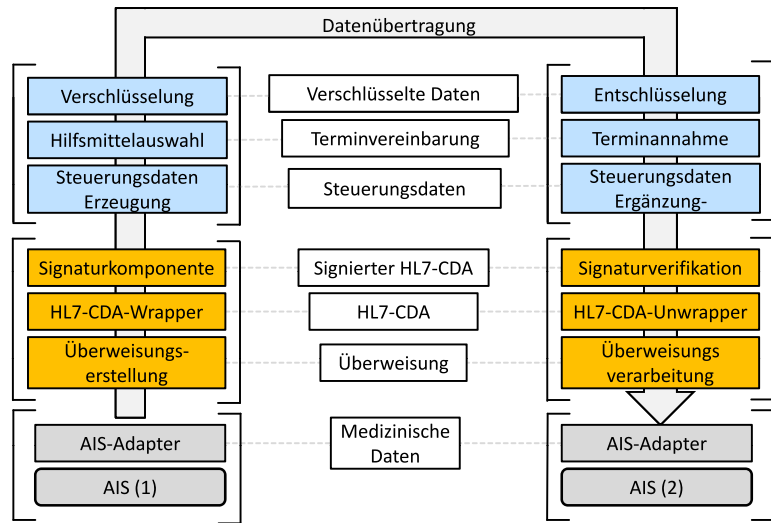 Datenübertragung
Verschlüsselung
Verschlüsselte Daten
Entschlüsselung
Hilfsmittelauswahl
Terminvereinbarung
Terminannahme
Steuerungsdaten
Erzeugung
Steuerungsdaten
Steuerungsdaten
Ergänzung-
Signaturkomponente
Signierter HL7-CDA
Signaturverifikation
HL7-CDA-Wrapper
HL7-CDA
HL7-CDA-Unwrapper
Überweisungs-
erstellung
Überweisung
Überweisungs
verarbeitung
AIS-Adapter
Medizinische
Daten
AIS-Adapter
AIS (1)
AIS (2)